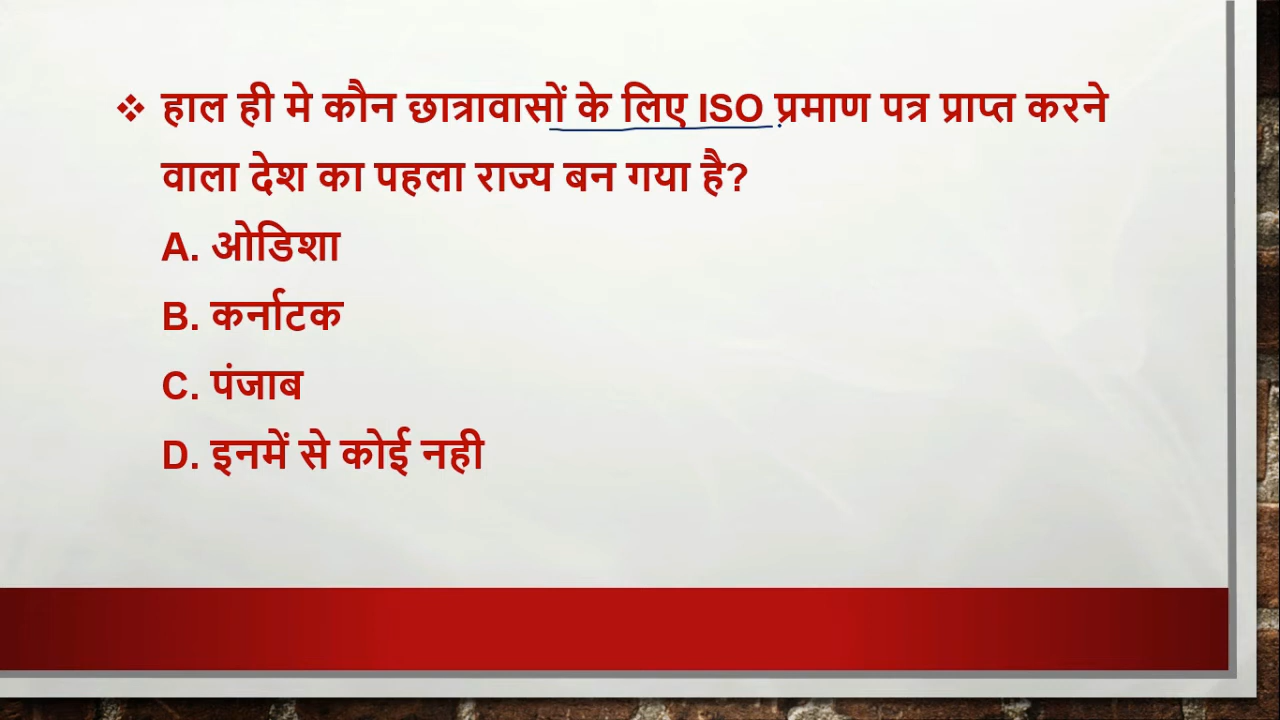 ❖ हाल ही मे कौन छात्रावासों के लिए ISO प्रमाण पत्र प्राप्त करने
वाला देश का पहला राज्य बन गया है?
A. ओडिशा
B. कर्नाटक
C. पंजाब
D. इनमें से कोई नही